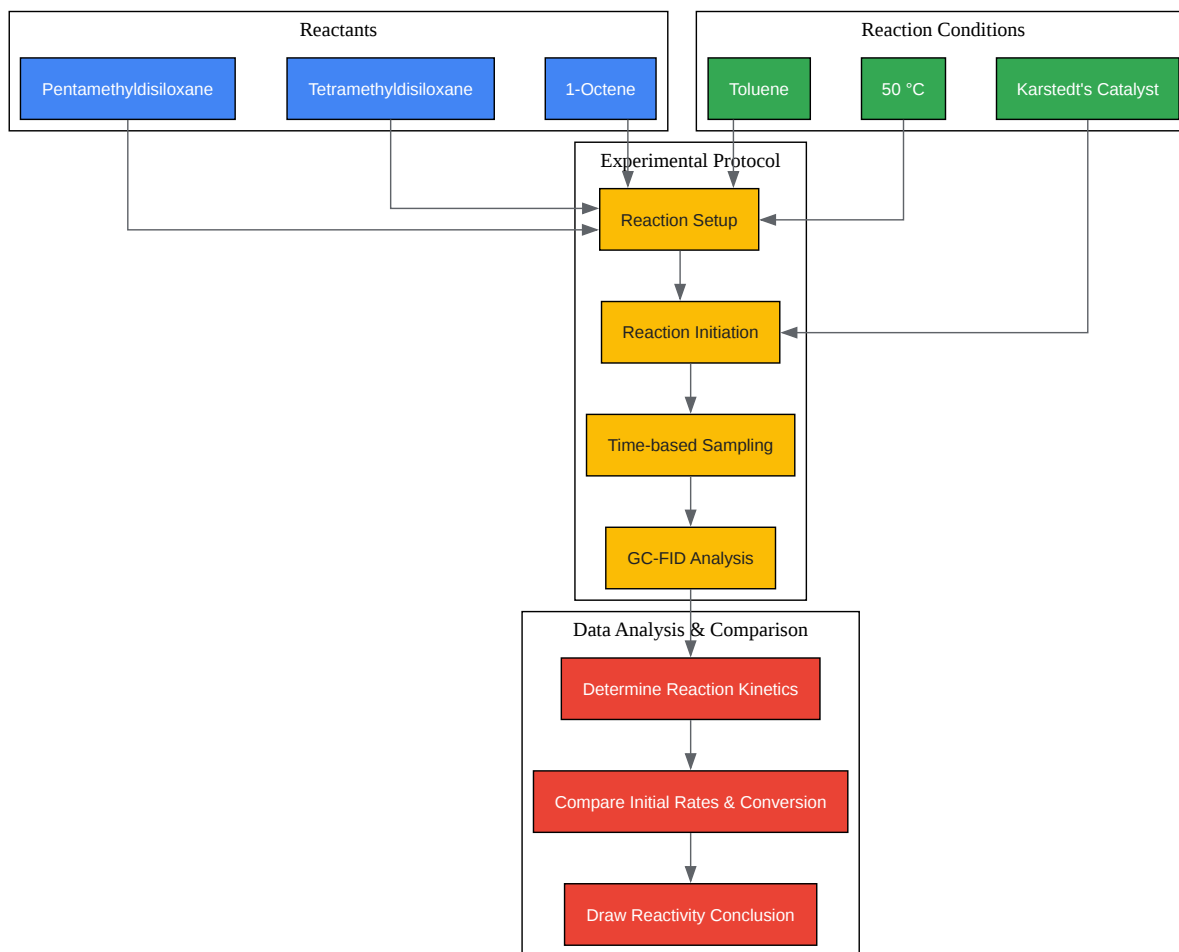 Reactants
Reaction Conditions
Pentamethyldisiloxane
Tetramethyldisiloxane
1-Octene
Toluene
50 °C
Karstedt's Catalyst
Experimental Protocol
Reaction Setup
Reaction Initiation
Time-based Sampling
GC-FID Analysis
Data Analysis & Comparison
Determine Reaction Kinetics
Compare Initial Rates & Conversion
Draw Reactivity Conclusion